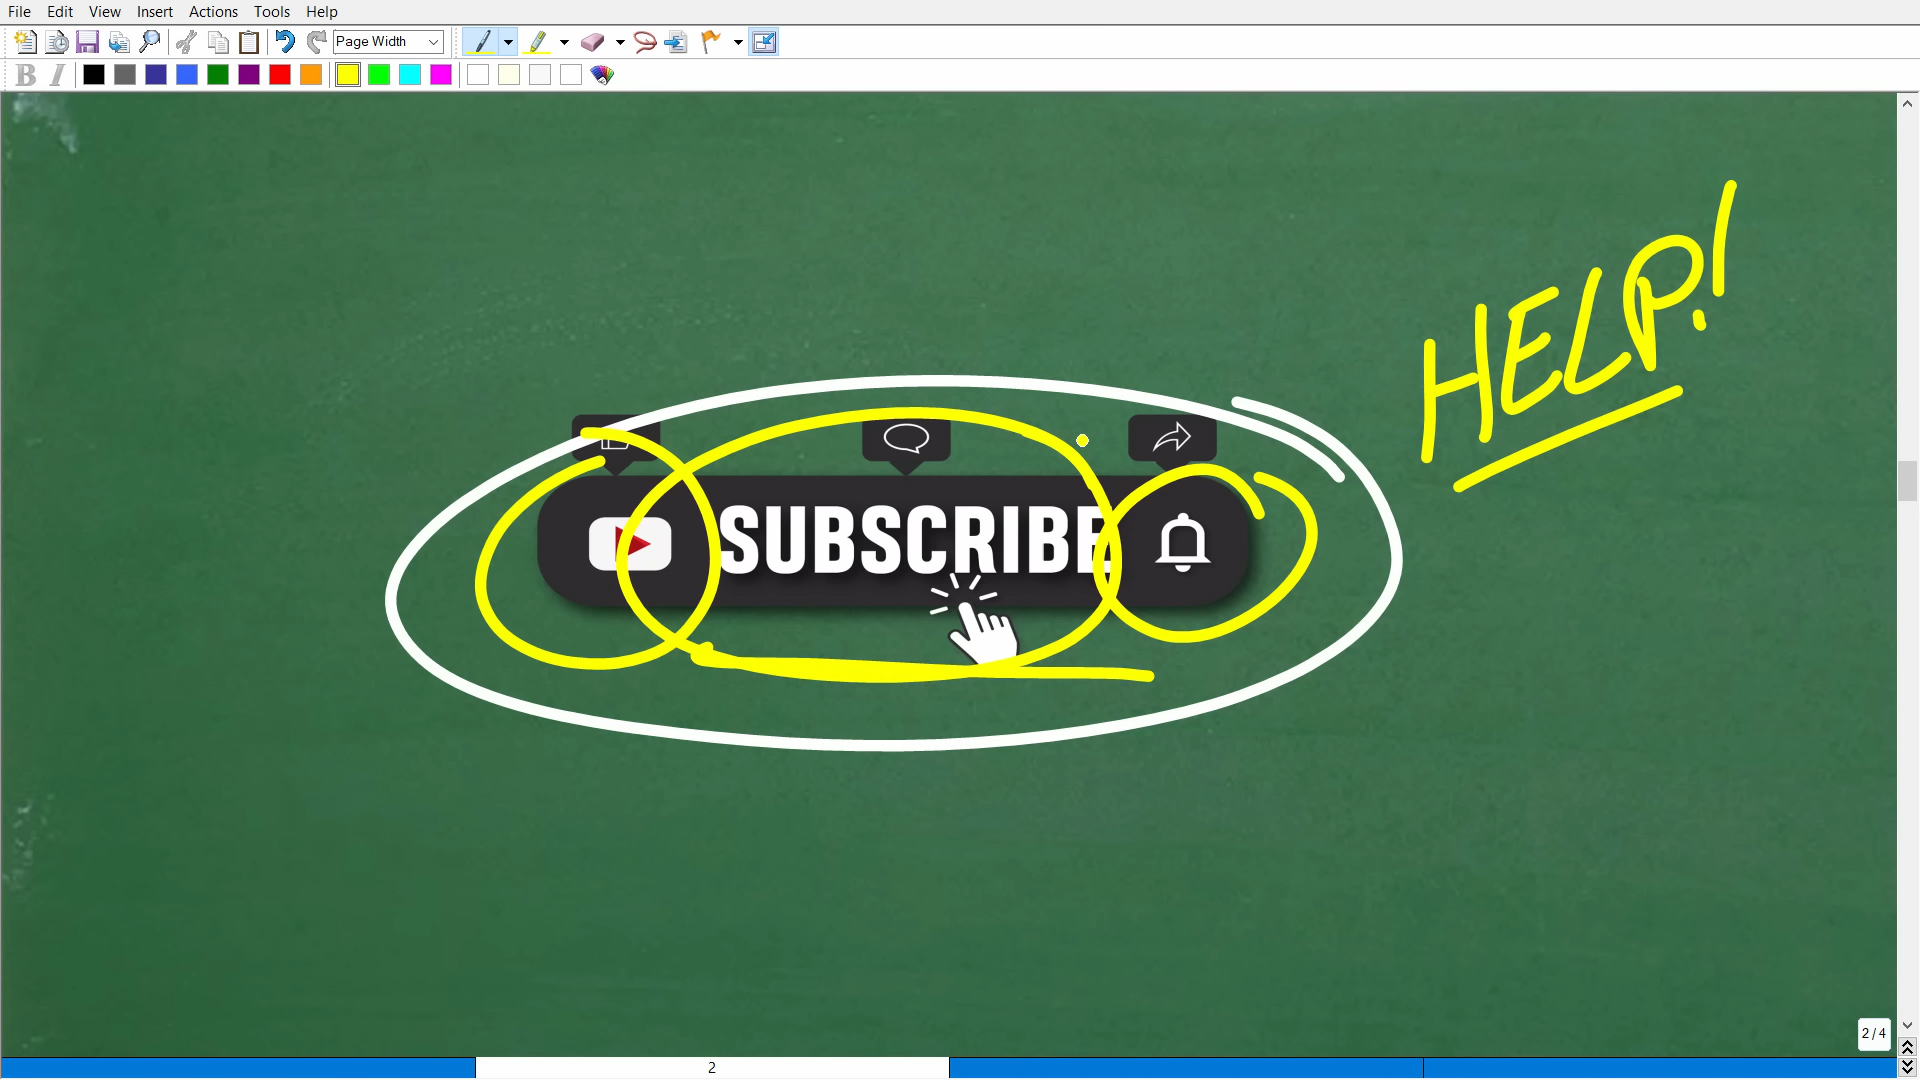 File Edit View Insert Actions Tools Help
Page Width
B I
HELP!
SUBSCRIBE
2 / 4
2